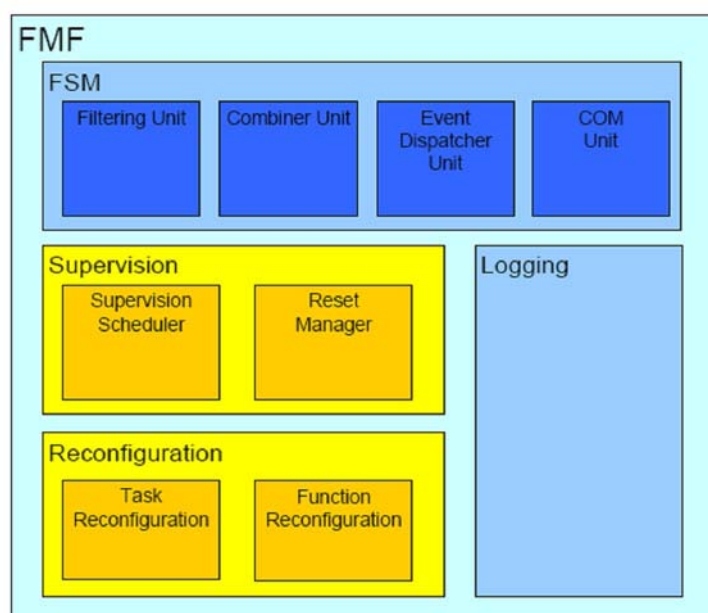 FMF
FSM
Filtering Unit
Combiner Unit
Event
Dispatcher
Unit
COM
Unit
Supervision
Supervision
Scheduler
Reset
Manager
Logging
Reconfiguration
Task
Reconfiguration
Function
Reconfiguration